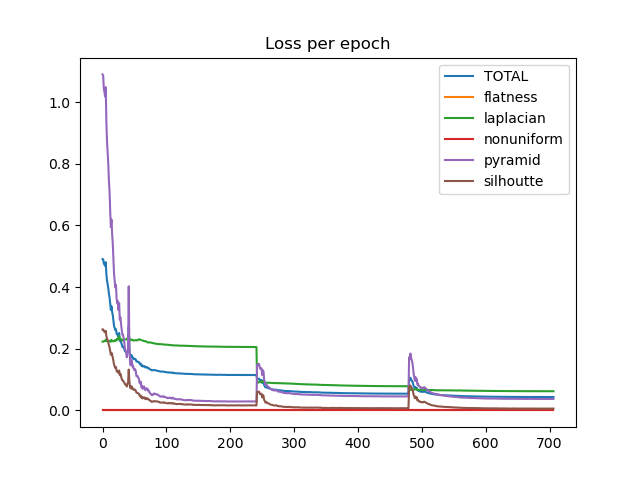 Loss per epoch
TOTAL
flatness
laplacian
nonuniform
pyramid
silhoutte
1.0
0.8
0.6
0.4
0.2
0.0
0 100 200 300 400 500 600 700